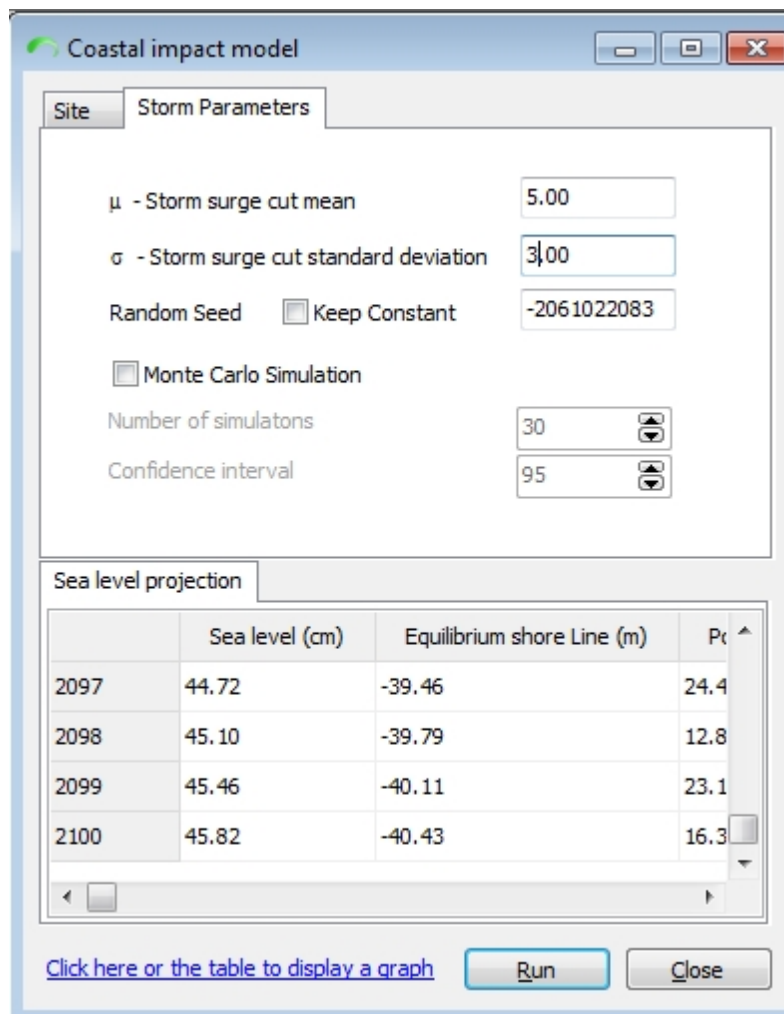 Coastal impact model
Site Storm Parameters
μ - Storm surge cut mean 5.00
σ - Storm surge cut standard deviation 3.00
Random Seed Keep Constant -2061022083
Monte Carlo Simulation
Number of simulatons 30
Confidence interval 95
Sea level projection
Sea level (cm) Equilibrium shore Line (m)
2097 44.72 -39.46 24.4
2098 45.10 -39.79 12.8
2099 45.46 -40.11 23.1
2100 45.82 -40.43 16.3
Click here or the table to display a graph Run Close